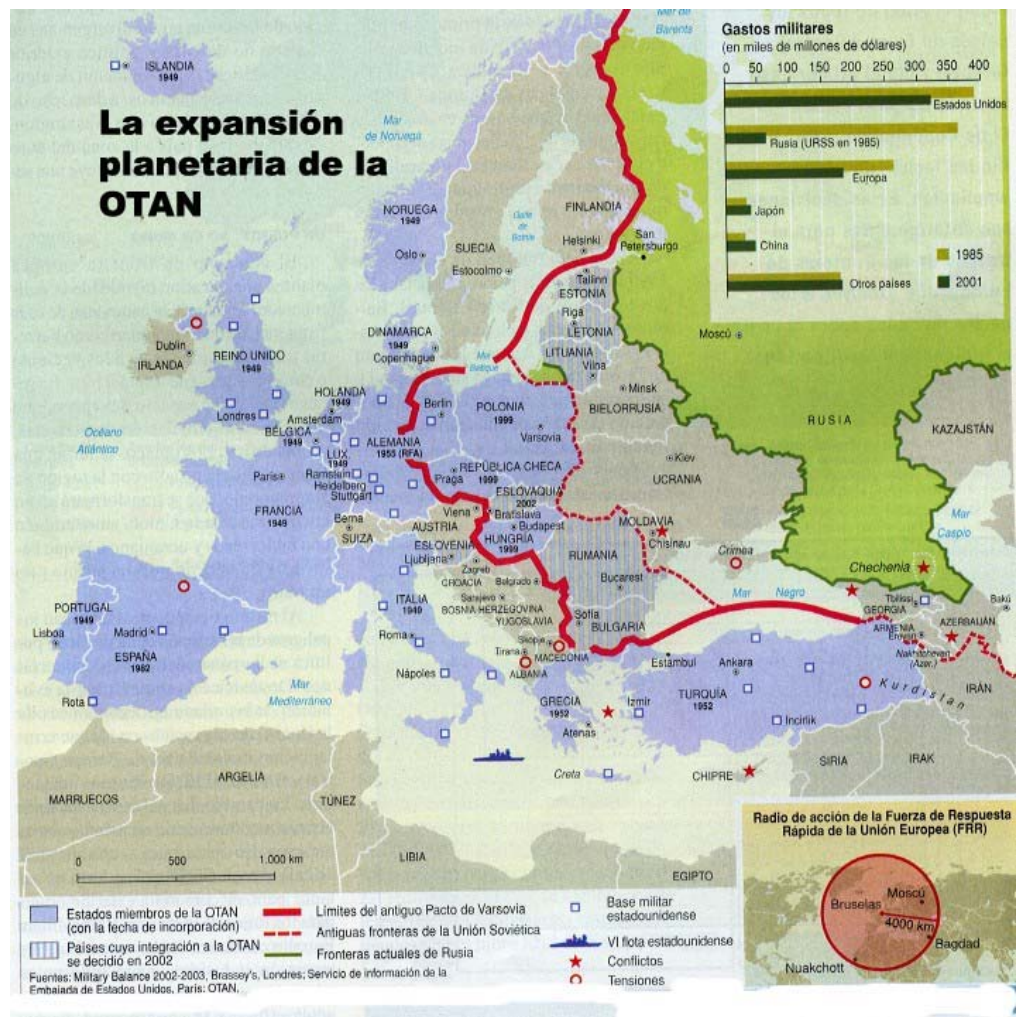 La expansión
planetaria de la
OTAN
Mar de
Barents
Gastos militares
(en miles de millones de dólares)
0 50 100 150 200 250 300 350 400
Estados Unidos
Rusia (URSS en 1985)
Europa
Japón
China
Otros países
1985
2001
ISLANDIA
1949
Mar
de Noruega
NORUEGA
1949
Oslo
SUECIA
Estocolmo
Golfo
de
Botnia
FINLANDIA
Helsinki
San
Petersburgo
Tallinn
ESTONIA
Riga
LETONIA
LITUANIA
Vilna
Moscú
DINAMARCA
1949
Copenhague
Mar
Báltico
Dublin
IRLANDA
REINO UNIDO
1949
Londres
HOLANDA
1949
Amsterdam
BÉLGICA
1949
LUX.
1949
Berlin
ALEMANIA
1955 (RFA)
POLONIA
1999
Varsovia
Minsk
BIELORRUSIA
RUSIA
KAZAJSTÁN
Océano
Atlántico
Paris
FRANCIA
1949
Ramstein
Heidelberg
Stuttgart
Praga
REPÚBLICA CHECA
1999
ESLOVAQUIA
2002
Bratislava
Kiev
UCRANIA
Berna
SUIZA
Viena
AUSTRIA
Budapest
HUNGRÍA
1999
MOLDAVIA
Chisinau
ESLOVENIA
Ljubljana
Zagreb
CROACIA
Belgrado
Sarajevo
BOSNIA-HERZEGOVINA
YUGOSLAVIA
RUMANIA
Bucarest
Crimea
Mar
Caspio
Chechenia
Mar Negro
Tbilissi
GEORGIA
Bakú
ARMENIA
Erevan
AZERBAIJÁN
Nakhitchevan
(Azer.)
PORTUGAL
1949
Lisboa
Madrid
ESPAÑA
1982
Rota
ITALIA
1949
Roma
Nápoles
Sofia
BULGARIA
Skopje
MACEDONIA
Tirana
ALBANIA
Mar
Mediterráneo
GRECIA
1952
Atenas
Estambul
Izmir
Ankara
TURQUÍA
1952
Incirlik
Kurdistan
IRÁN
Creta
CHIPRE
SIRIA
IRAK
MARRUECOS
ARGELIA
TÚNEZ
LIBIA
EGIPTO
0 500 1.000 km
Radio de acción de la Fuerza de Respuesta
Rápida de la Unión Europea (FRR)
Moscú
Bruselas
4000 km
Bagdad
Nuakchott
Estados miembros de la OTAN
(con la fecha de incorporación)
Países cuya integración a la OTAN
se decidió en 2002
Límites del antiguo Pacto de Varsovia
Antiguas fronteras de la Unión Soviética
Fronteras actuales de Rusia
Base militar
estadounidense
VI flota estadounidense
Conflictos
Tensiones
Fuentes: Military Balance 2002-2003, Brassey's, Londres; Servicio de información de la
Embajada de Estados Unidos, París: OTAN.